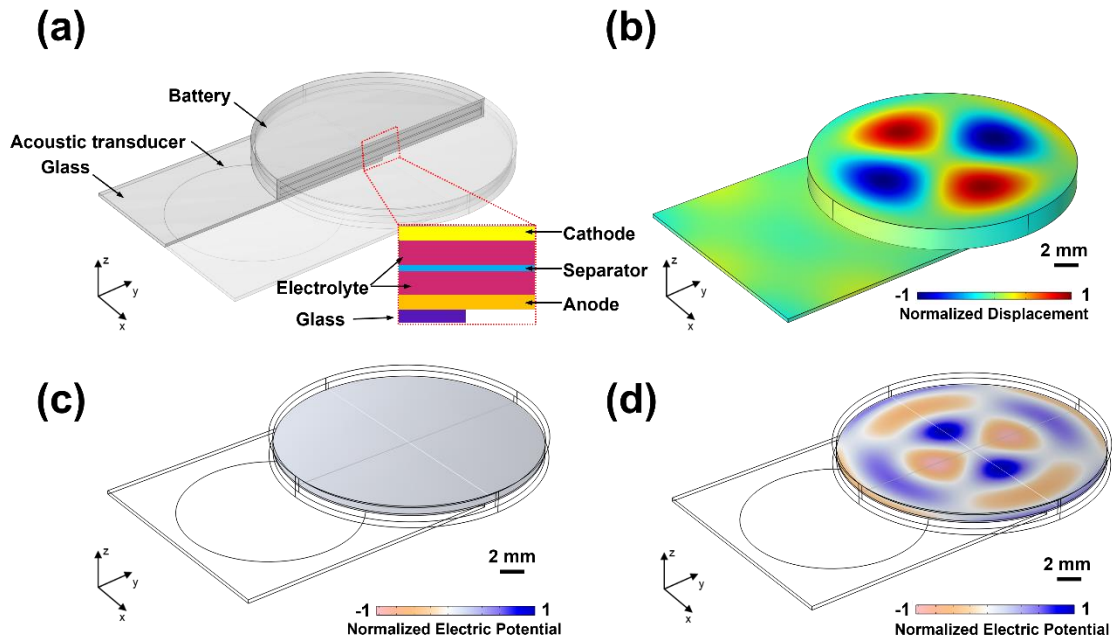 (a)
Battery
Acoustic transducer
Glass
Cathode
Separator
Electrolyte
Anode
Glass
z
y
x
(b)
2 mm
-1 1
Normalized Displacement
z
y
x
(c)
2 mm
-1 1
Normalized Electric Potential
z
y
x
(d)
2 mm
-1 1
Normalized Electric Potential
z
y
x